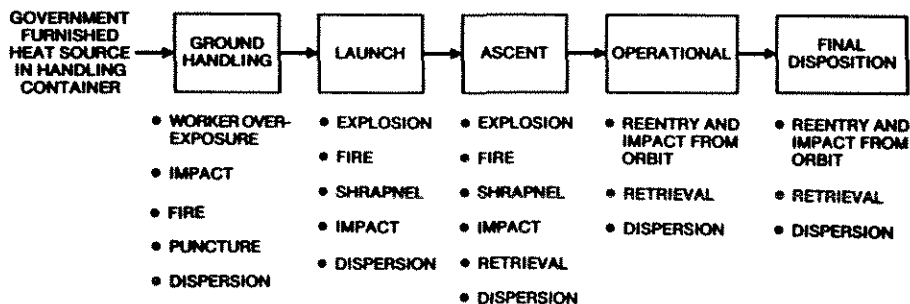 GOVERNMENT
FURNISHED
HEAT SOURCE
IN HANDLING
CONTAINER
GROUND
HANDLING
LAUNCH
ASCENT
OPERATIONAL
FINAL
DISPOSITION
• WORKER OVER-
EXPOSURE
• IMPACT
• FIRE
• PUNCTURE
• DISPERSION
• EXPLOSION
• FIRE
• SHRAPNEL
• IMPACT
• DISPERSION
• EXPLOSION
• FIRE
• SHRAPNEL
• IMPACT
• RETRIEVAL
• DISPERSION
• REENTRY AND
IMPACT FROM
ORBIT
• RETRIEVAL
• DISPERSION
• REENTRY AND
IMPACT FROM
ORBIT
• RETRIEVAL
• DISPERSION